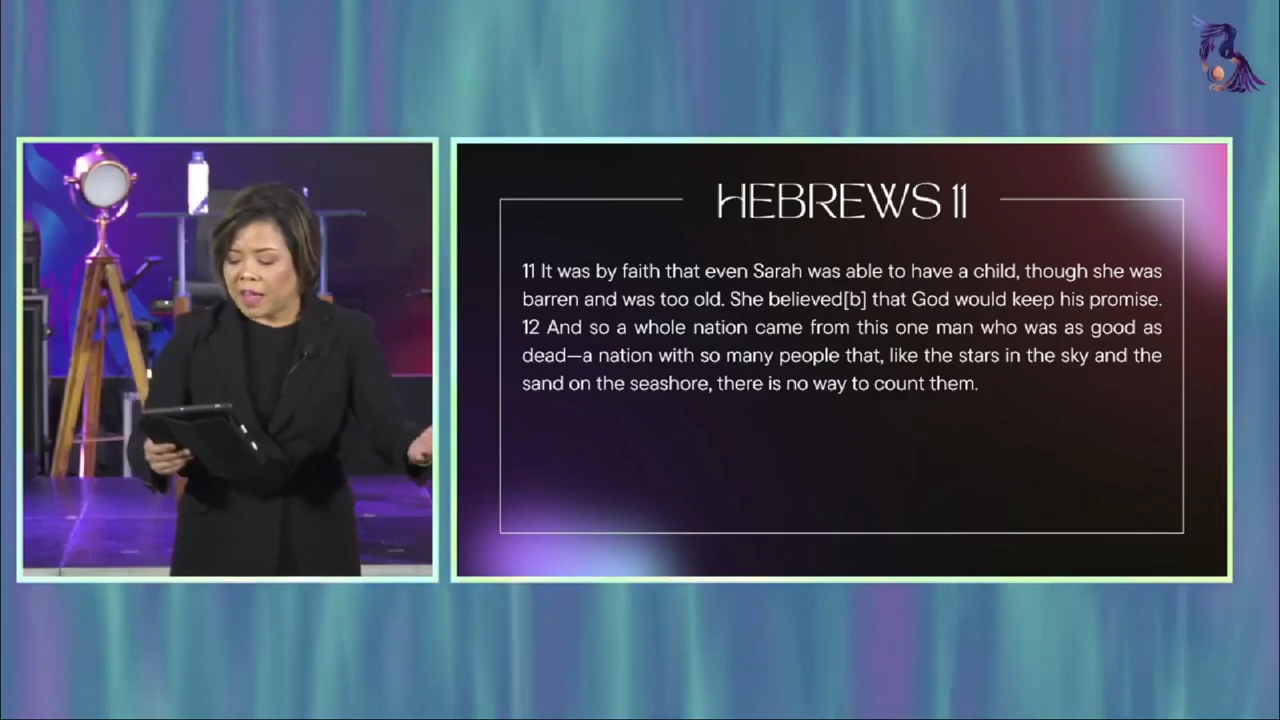 HEBREWS 11
11 It was by faith that even Sarah was able to have a child, though she was
barren and was too old. She believed[b] that God would keep his promise.
12 And so a whole nation came from this one man who was as good as
dead—a nation with so many people that, like the stars in the sky and the
sand on the seashore, there is no way to count them.